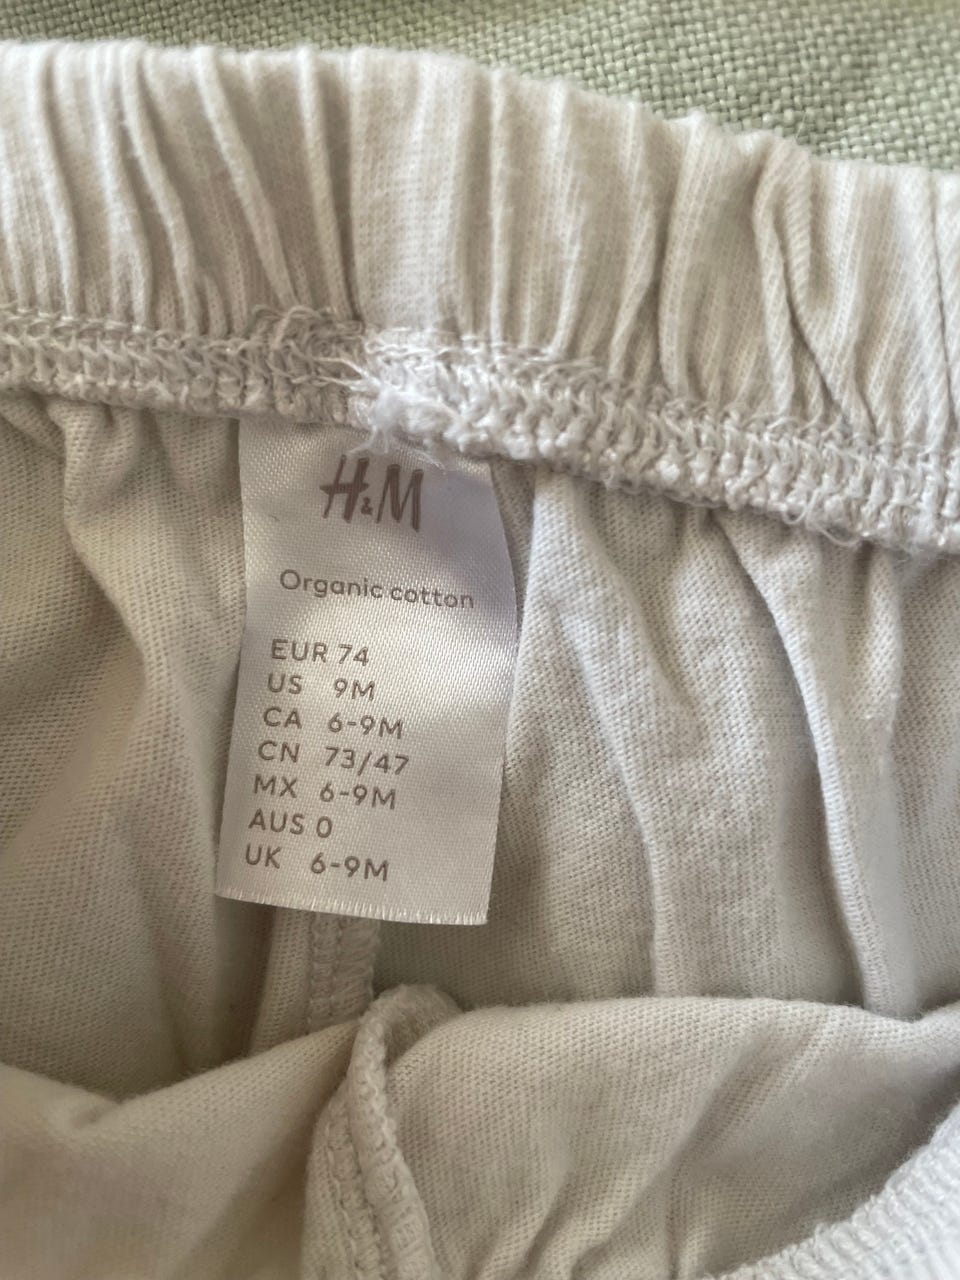 H&M
Organic cotton
EUR 74
US 9M
CA 6-9M
CN 73/47
MX 6-9M
AUS 0
UK 6-9M